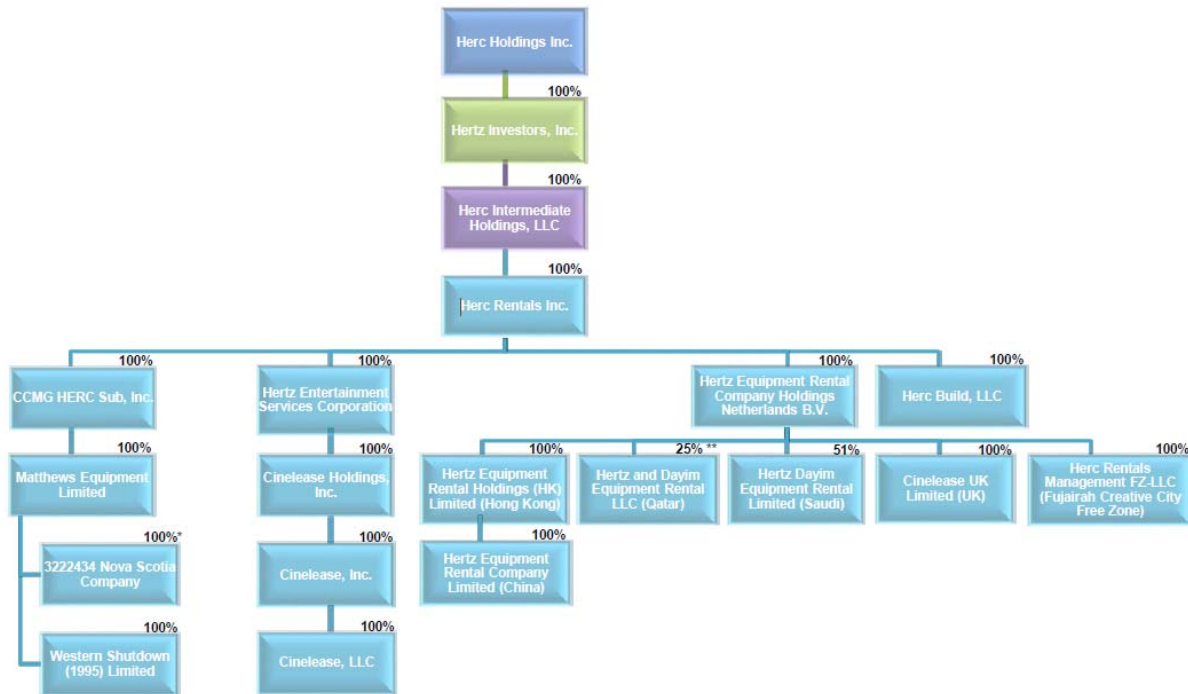 Herc Holdings Inc.
100%
Hertz Investors, Inc.
100%
Herc Intermediate
Holdings, LLC
100%
Herc Rentals Inc.
100%
CCMG HERC Sub, Inc.
100%
Hertz Entertainment
Services Corporation
100%
Hertz Equipment Rental
Company Holdings
Netherlands B.V.
100%
Herc Build, LLC
100%
Matthews Equipment
Limited
100%
Cinelease Holdings,
Inc.
100%
Hertz Equipment
Rental Holdings (HK)
Limited (Hong Kong)
25% **
Hertz and Dayim
Equipment Rental
LLC (Qatar)
51%
Hertz Dayim
Equipment Rental
Limited (Saudi)
100%
Cinelease UK
Limited (UK)
100%
Herc Rentals
Management FZ-LLC
(Fujairah Creative City
Free Zone)
100%*
3222434 Nova Scotia
Company
100%
Cinelease, Inc.
100%
Hertz Equipment
Rental Company
Limited (China)
100%
Western Shutdown
(1995) Limited
100%
Cinelease, LLC